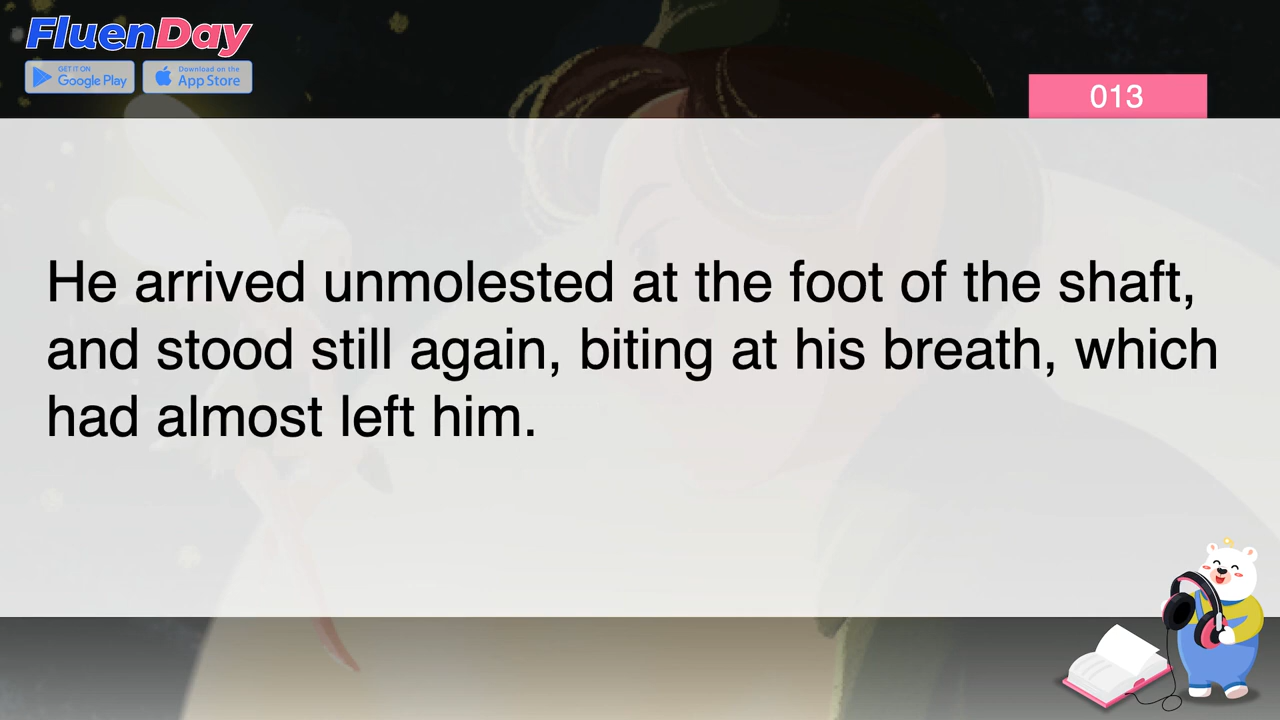 FluenDay
GET IT ON
Google Play
Download on the
App Store
013
He arrived unmolested at the foot of the shaft,
and stood still again, biting at his breath, which
had almost left him.